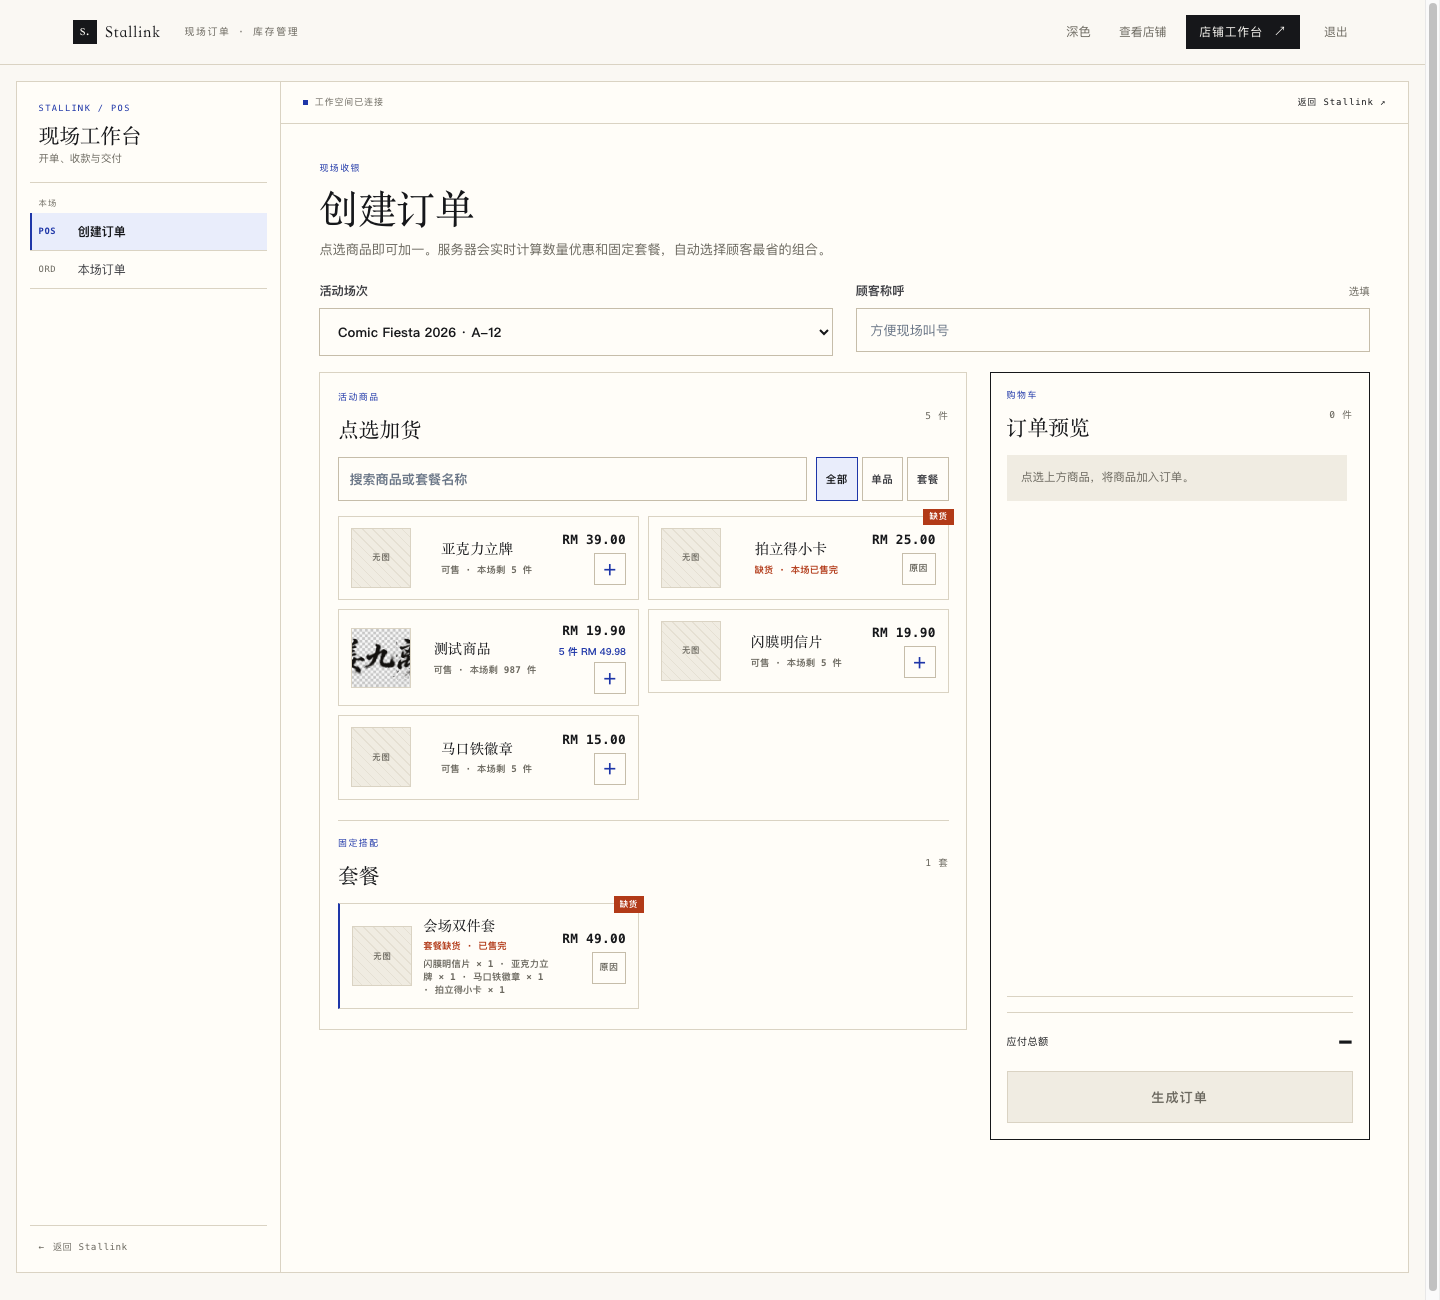 s. Stallink 现场订单 · 库存管理 深色 查看店铺 店铺工作台 ↗ 退出
STALLINK / POS
现场工作台
开单、收款与交付
本场
POS 创建订单
ORD 本场订单
← 返回 Stallink
工作空间已连接 返回 Stallink ↗
现场收银
创建订单
点选商品即可加一。服务器会实时计算数量优惠和固定套餐，自动选择顾客最省的组合。
活动场次
Comic Fiesta 2026 · A-12
顾客称呼 选填
方便现场叫号
活动商品
点选加货
5 件
搜索商品或套餐名称 全部 单品 套餐
无图
亚克力立牌
可售 · 本场剩 5 件
RM 39.00
+
缺货
无图
拍立得小卡
缺货 · 本场已售完
RM 25.00
原因
测试商品
可售 · 本场剩 987 件
RM 19.90
5 件 RM 49.98
+
无图
闪膜明信片
可售 · 本场剩 5 件
RM 19.90
+
无图
马口铁徽章
可售 · 本场剩 5 件
RM 15.00
+
固定搭配
套餐
1 套
缺货
无图
会场双件套
套餐缺货 · 已售完
闪膜明信片 × 1 · 亚克力立
牌 × 1 · 马口铁徽章 × 1
· 拍立得小卡 × 1
RM 49.00
原因
购物车
订单预览
0 件
点选上方商品，将商品加入订单。
应付总额 —
生成订单